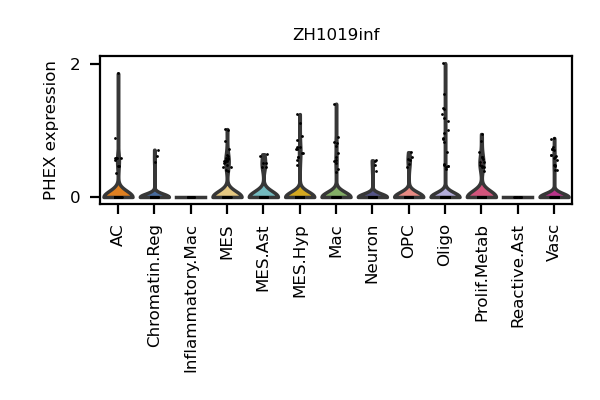 ZH1019inf
PHEX expression
2
0
AC
Chromatin.Reg
Inflammatory.Mac
MES
MES.Ast
MES.Hyp
Mac
Neuron
OPC
Oligo
Prolif.Metab
Reactive.Ast
Vasc